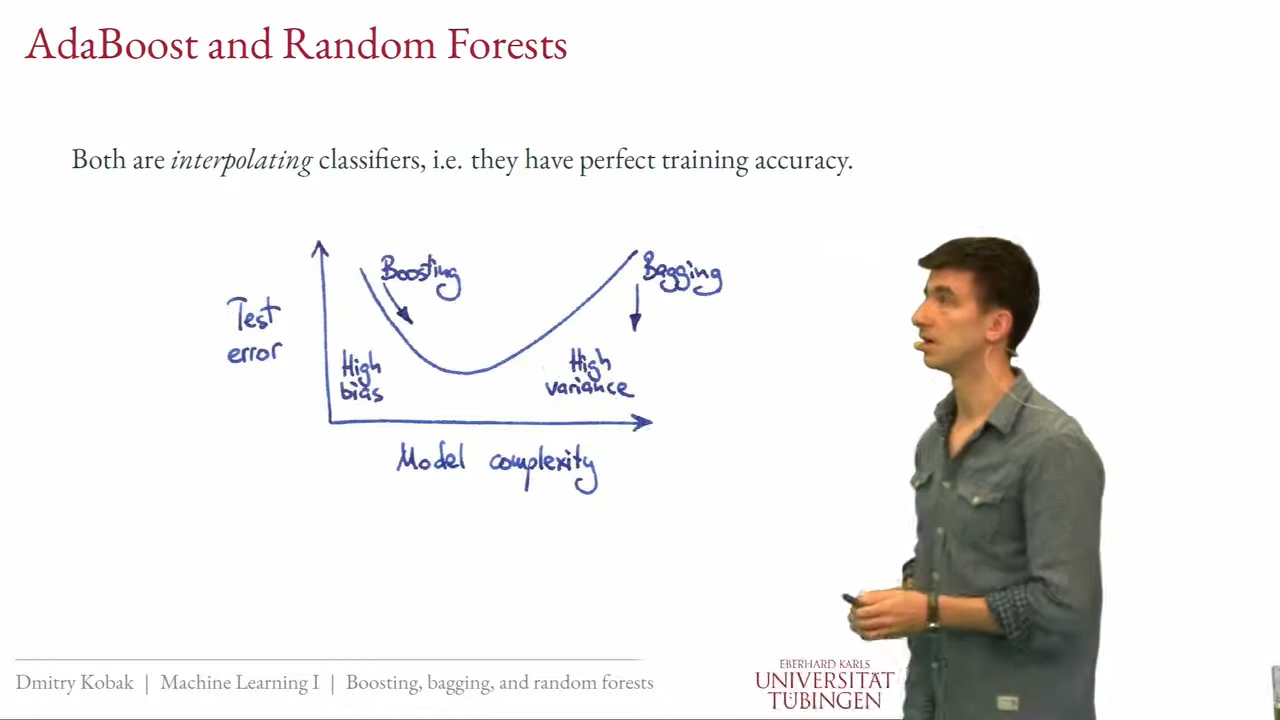 AdaBoost and Random Forests
Both are interpolating classifiers, i.e. they have perfect training accuracy.
Boosting
Bagging
Test
error
High
bias
High
variance
Model complexity
Dmitry Kobak | Machine Learning I | Boosting, bagging, and random forests
EBERHARD KARLS
UNIVERSITÄT
TÜBINGEN